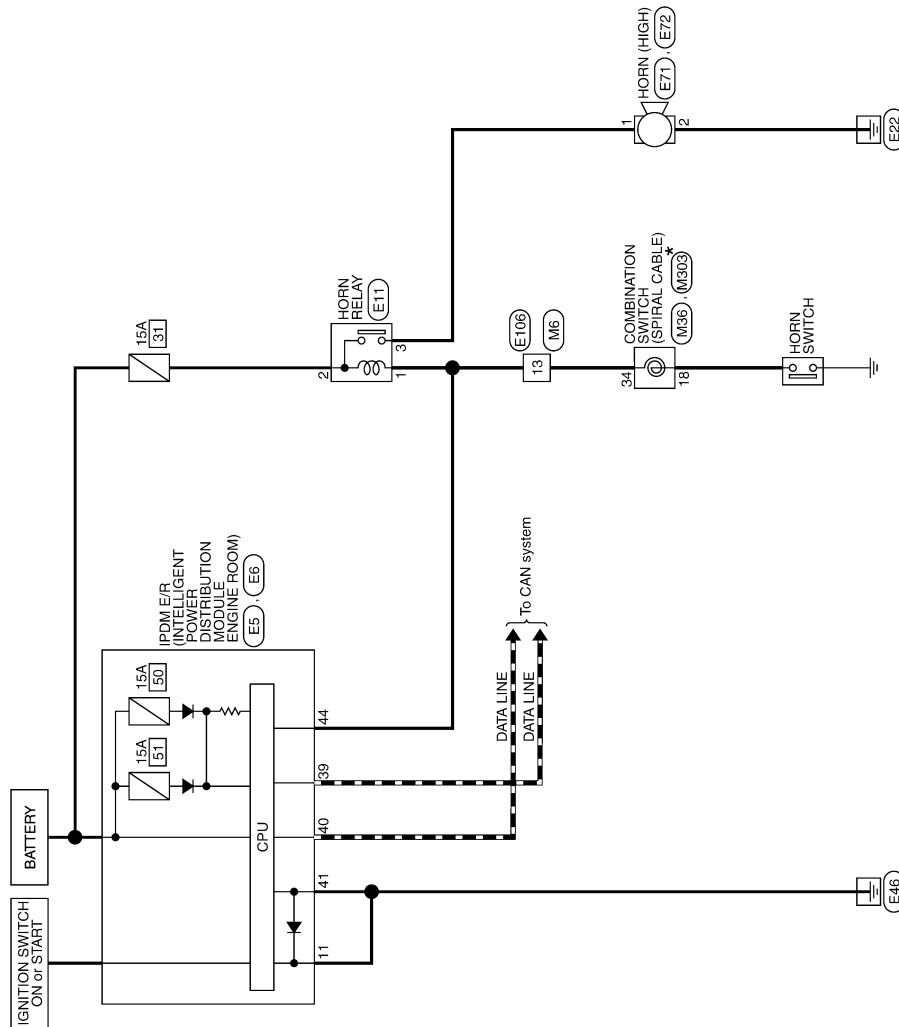 IGNITION SWITCH
ON or START
BATTERY
IPDM E/R
(INTELLIGENT
POWER
DISTRIBUTION
MODULE
ENGINE ROOM)
E5 , E6
15A
51
15A
50
CPU
11
41
40
39
44
DATA LINE
DATA LINE
To CAN system
E46
15A
31
HORN
RELAY
E11
2
1
3
E106
13
M6
COMBINATION
SWITCH
(SPIRAL CABLE)
*
M36 , M303
34
18
HORN
SWITCH
HORN (HIGH)
E71 , E72
1
2
E22